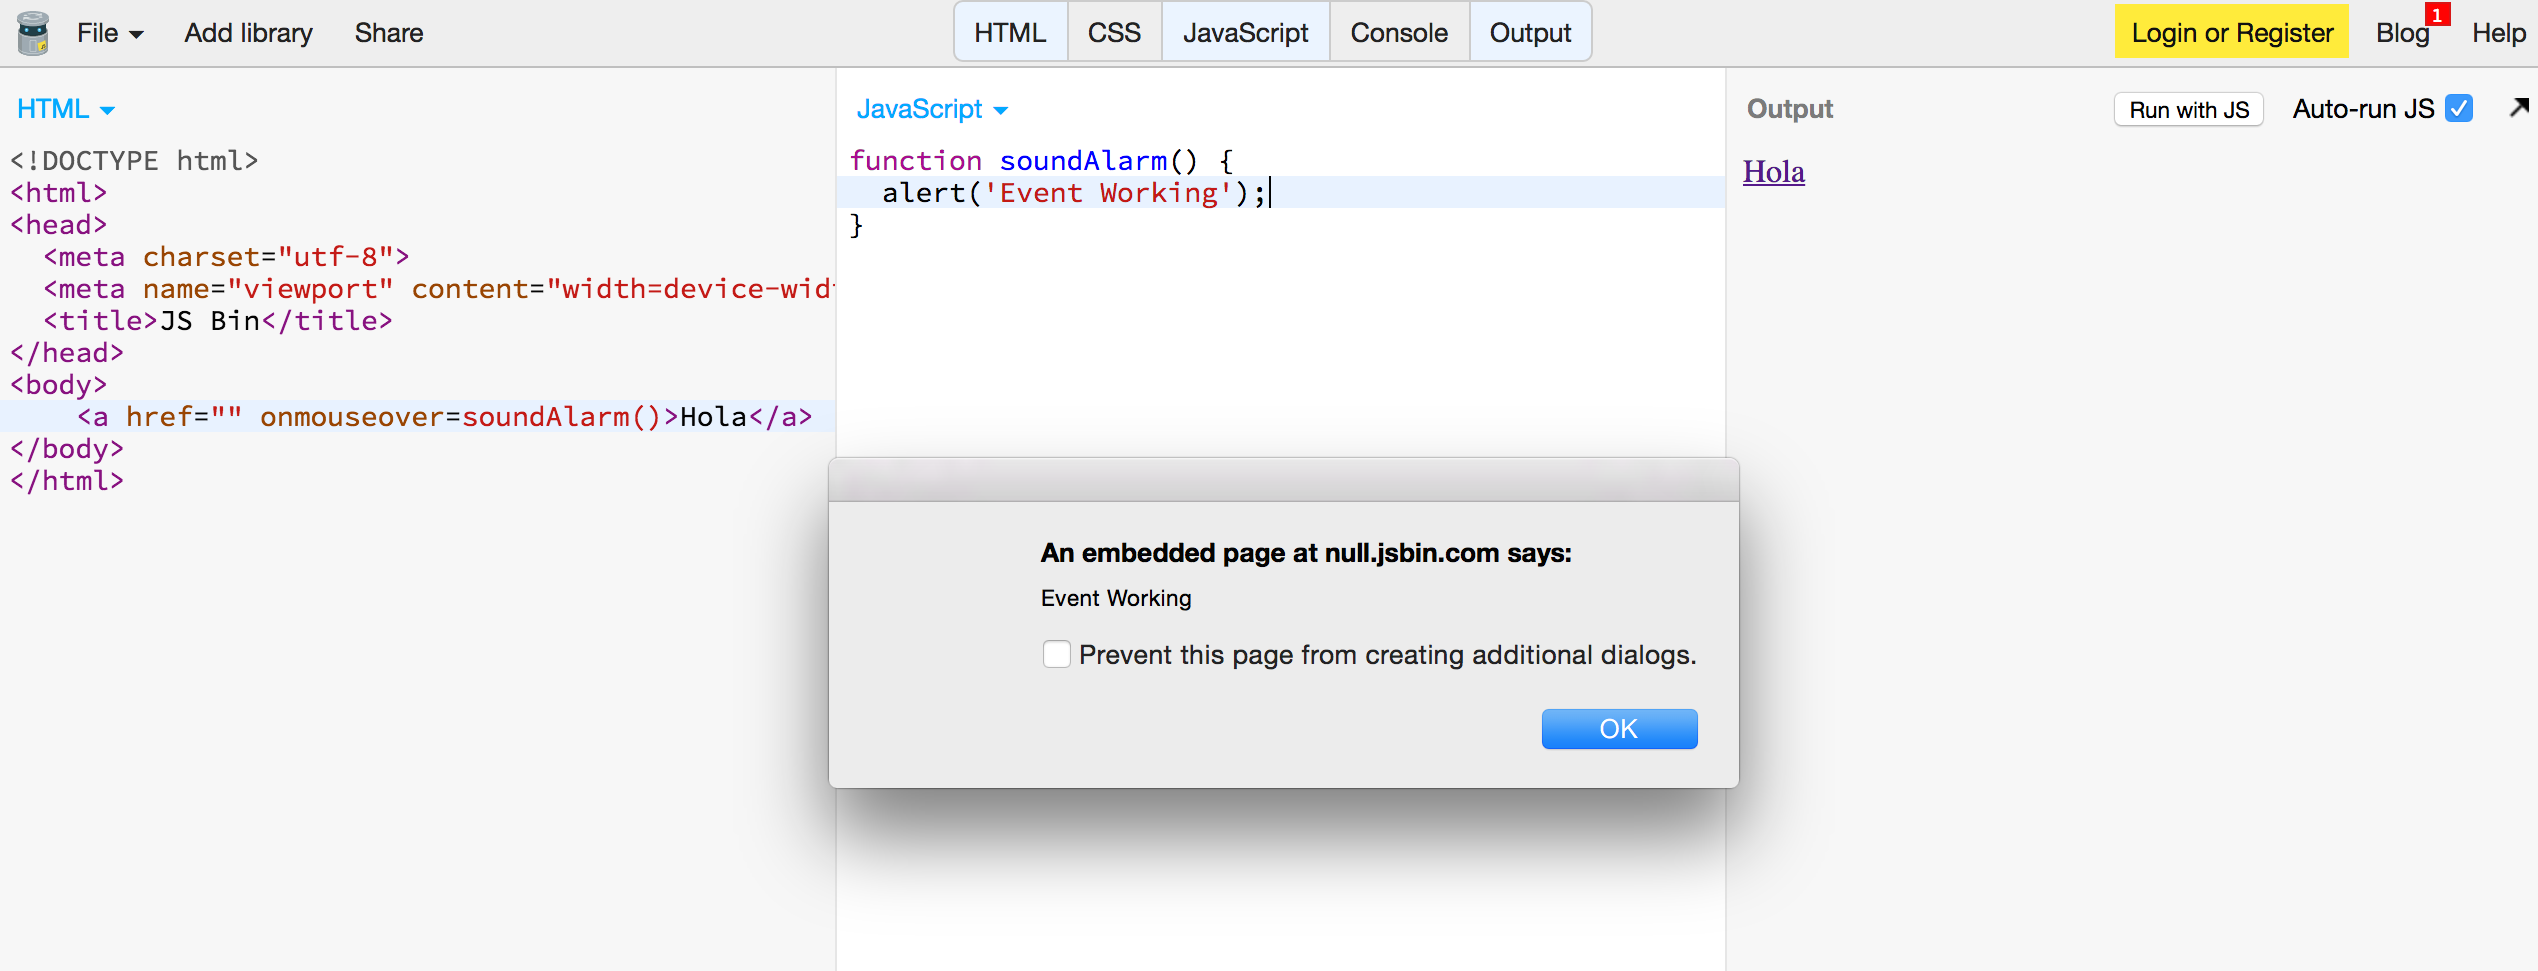 File Add library Share HTML CSS JavaScript Console Output Login or Register Blog 1 Help
HTML
<!DOCTYPE html>
<html>
<head>
<meta charset="utf-8">
<meta name="viewport" content="width=device-wid
<title>JS Bin</title>
</head>
<body>
<a href="" onmouseover=soundAlarm()>Hola</a>
</body>
</html>
JavaScript
function soundAlarm() {
alert('Event Working');
}
Output Run with JS Auto-run JS
Hola
An embedded page at null.jsbin.com says:
Event Working
Prevent this page from creating additional dialogs.
OK